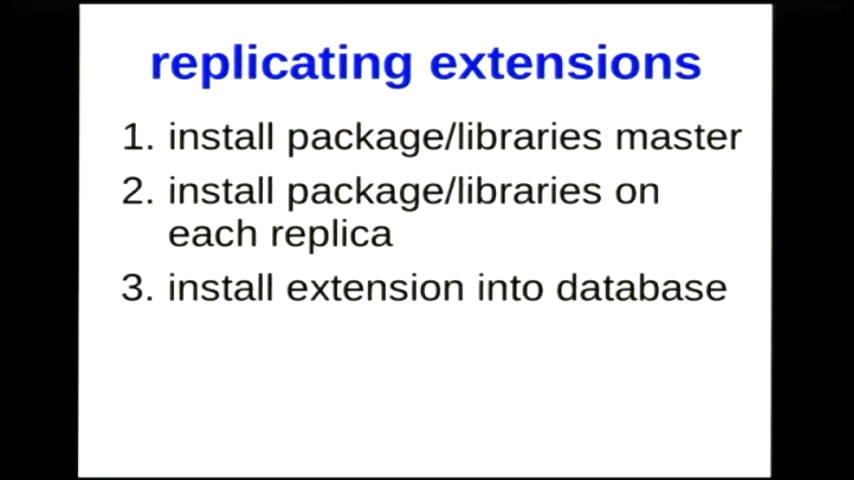 replicating extensions
1. install package/libraries master
2. install package/libraries on
each replica
3. install extension into database